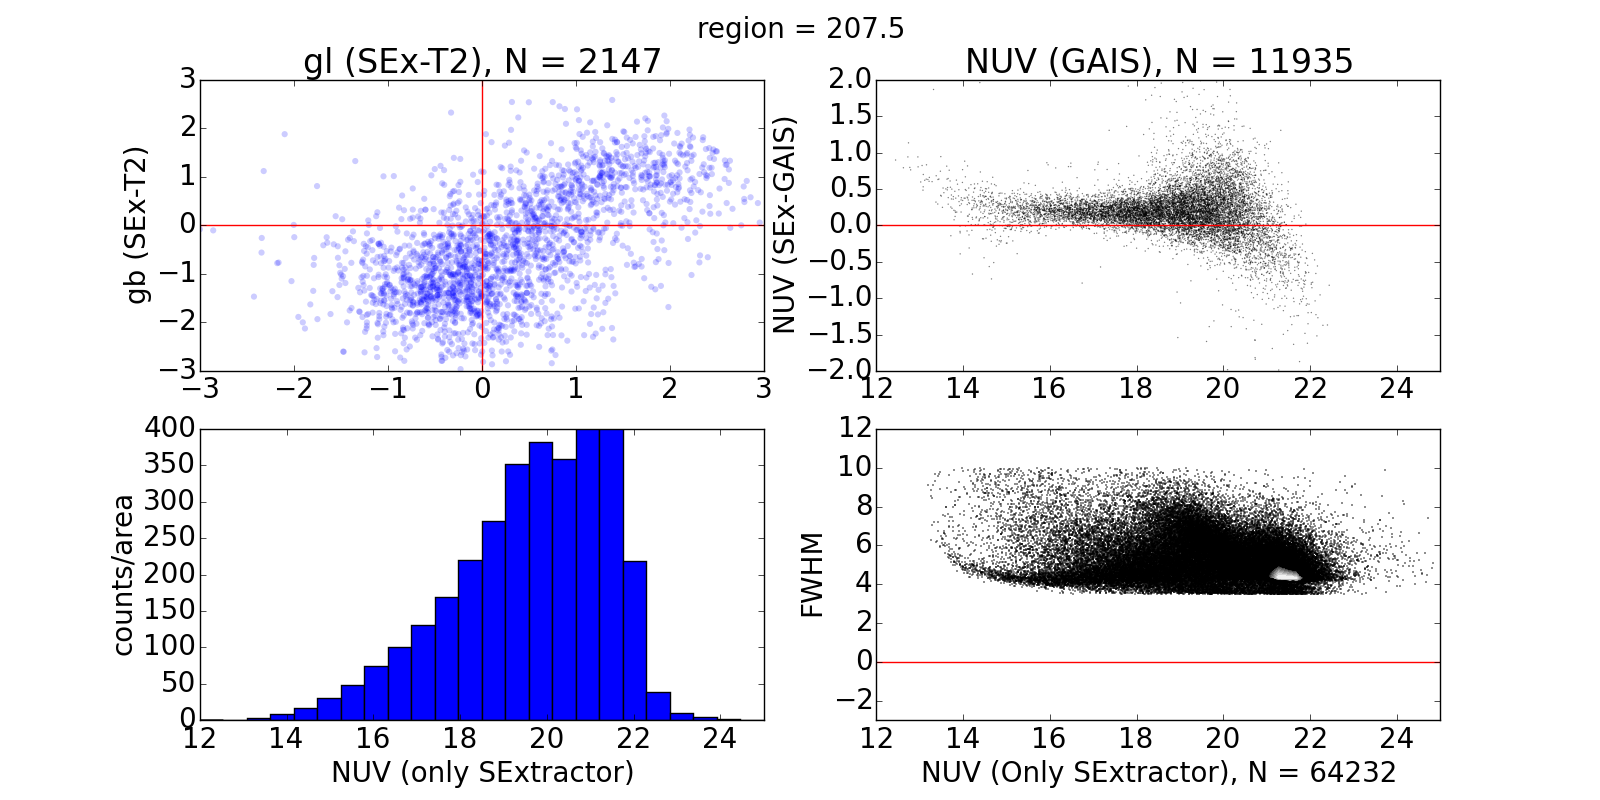 region = 207.5
gl (SEx-T2), N = 2147
NUV (GAIS), N = 11935
gb (SEx-T2)
3
2
1
0
−1
−2
−3
−3 −2 −1 0 1 2 3
NUV (SEx-GAIS)
2.0
1.5
1.0
0.5
0.0
−0.5
−1.0
−1.5
−2.0
12 14 16 18 20 22 24
counts/area
400
350
300
250
200
150
100
50
0
12 14 16 18 20 22 24
NUV (only SExtractor)
FWHM
12
10
8
6
4
2
0
−2
12 14 16 18 20 22 24
NUV (Only SExtractor), N = 64232